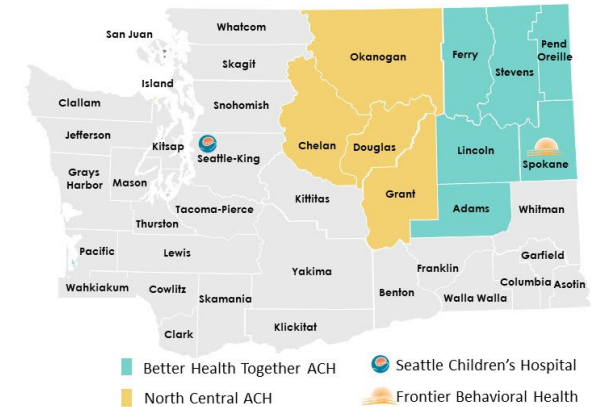 San Juan
Whatcom
Skagit
Island
Snohomish
Clallam
Jefferson
Kitsap
Seattle-King
Grays
Harbor
Mason
Tacoma-Pierce
Thurston
Pacific
Lewis
Wahkiakum
Cowlitz
Skamania
Clark
Klickitat
Yakima
Kittitas
Okanogan
Chelan
Douglas
Grant
Ferry
Stevens
Pend
Oreille
Lincoln
Spokane
Adams
Whitman
Franklin
Benton
Walla Walla
Garfield
Columbia
Asotin
Better Health Together ACH
North Central ACH
Seattle Children's Hospital
Frontier Behavioral Health